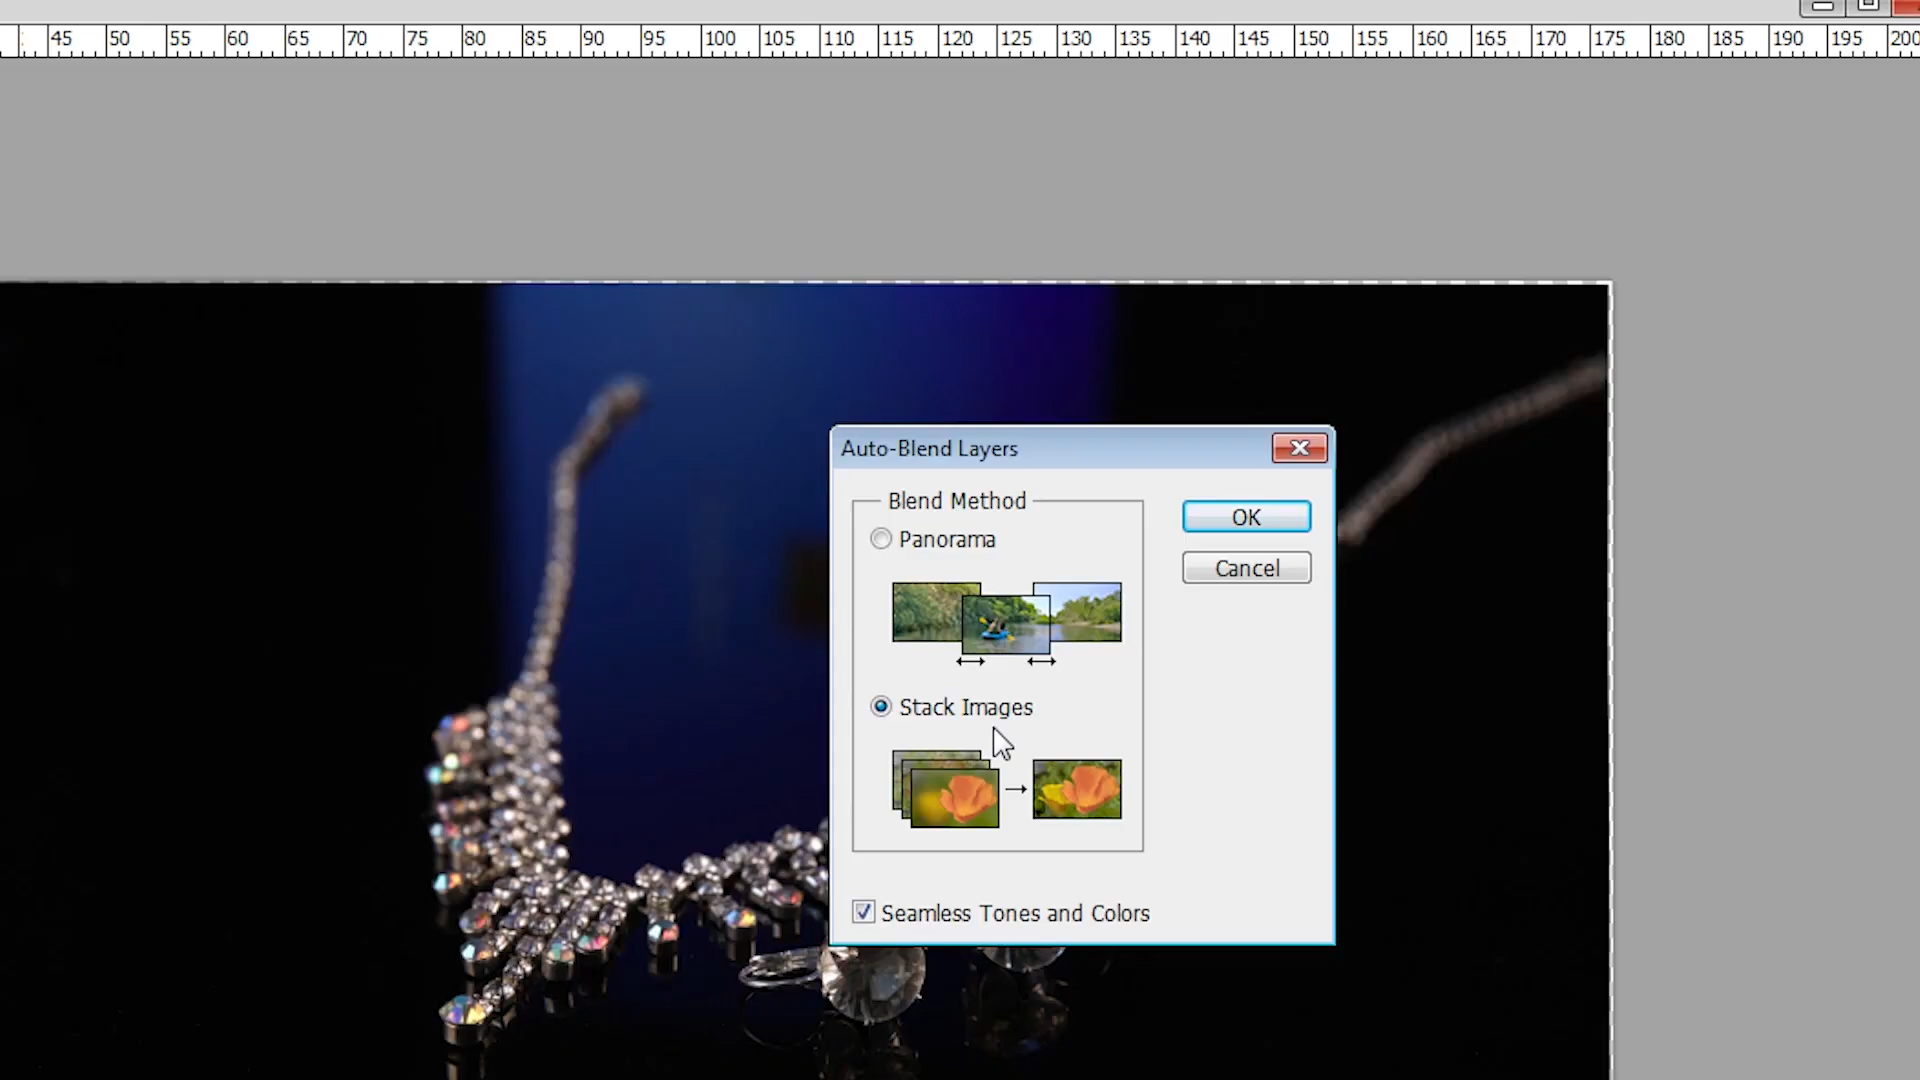 45 50 55 60 65 70 75 80 85 90 95 100 105 110 115 120 125 130 135 140 145 150 155 160 165 170 175 180 185 190 195 200
Auto-Blend Layers
Blend Method
OK
Panorama
Cancel
Stack Images
Seamless Tones and Colors